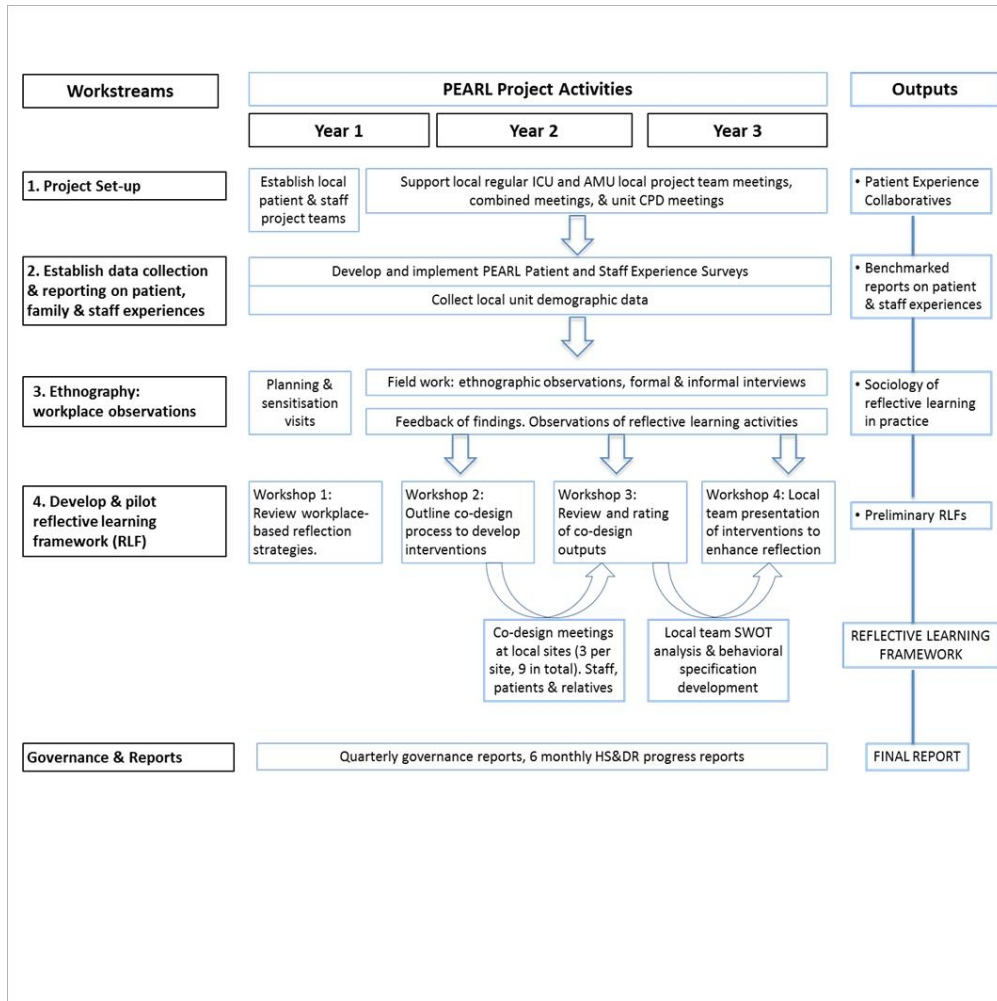 Workstreams
PEARL Project Activities
Outputs
Year 1
Year 2
Year 3
1. Project Set-up
Establish local
patient & staff
project teams
Support local regular ICU and AMU local project team meetings,
combined meetings, & unit CPD meetings
• Patient Experience
Collaboratives
2. Establish data collection
& reporting on patient,
family & staff experiences
Develop and implement PEARL Patient and Staff Experience Surveys
Collect local unit demographic data
• Benchmarked
reports on patient
& staff experiences
3. Ethnography:
workplace observations
Planning &
sensitisation
visits
Field work: ethnographic observations, formal & informal interviews
Feedback of findings. Observations of reflective learning activities
• Sociology of
reflective learning
in practice
4. Develop & pilot
reflective learning
framework (RLF)
Workshop 1:
Review workplace-
based reflection
strategies.
Workshop 2:
Outline co-design
process to develop
interventions
Workshop 3:
Review and rating
of co-design
outputs
Workshop 4: Local
team presentation
of interventions to
enhance reflection
• Preliminary RLFs
Co-design meetings
at local sites (3 per
site, 9 in total). Staff,
patients & relatives
Local team SWOT
analysis & behavioral
specification
development
REFLECTIVE LEARNING
FRAMEWORK
Governance & Reports
Quarterly governance reports, 6 monthly HS&DR progress reports
FINAL REPORT